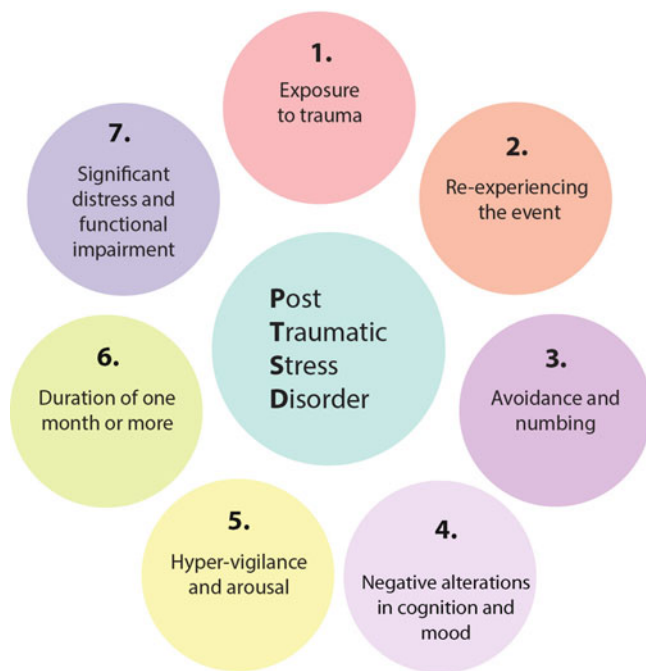 1.
Exposure
to trauma
2.
Re-experiencing
the event
3.
Avoidance and
numbing
4.
Negative alterations
in cognition and
mood
5.
Hyper-vigilance
and arousal
6.
Duration of one
month or more
7.
Significant
distress and
functional
impairment
Post
Traumatic
Stress
Disorder